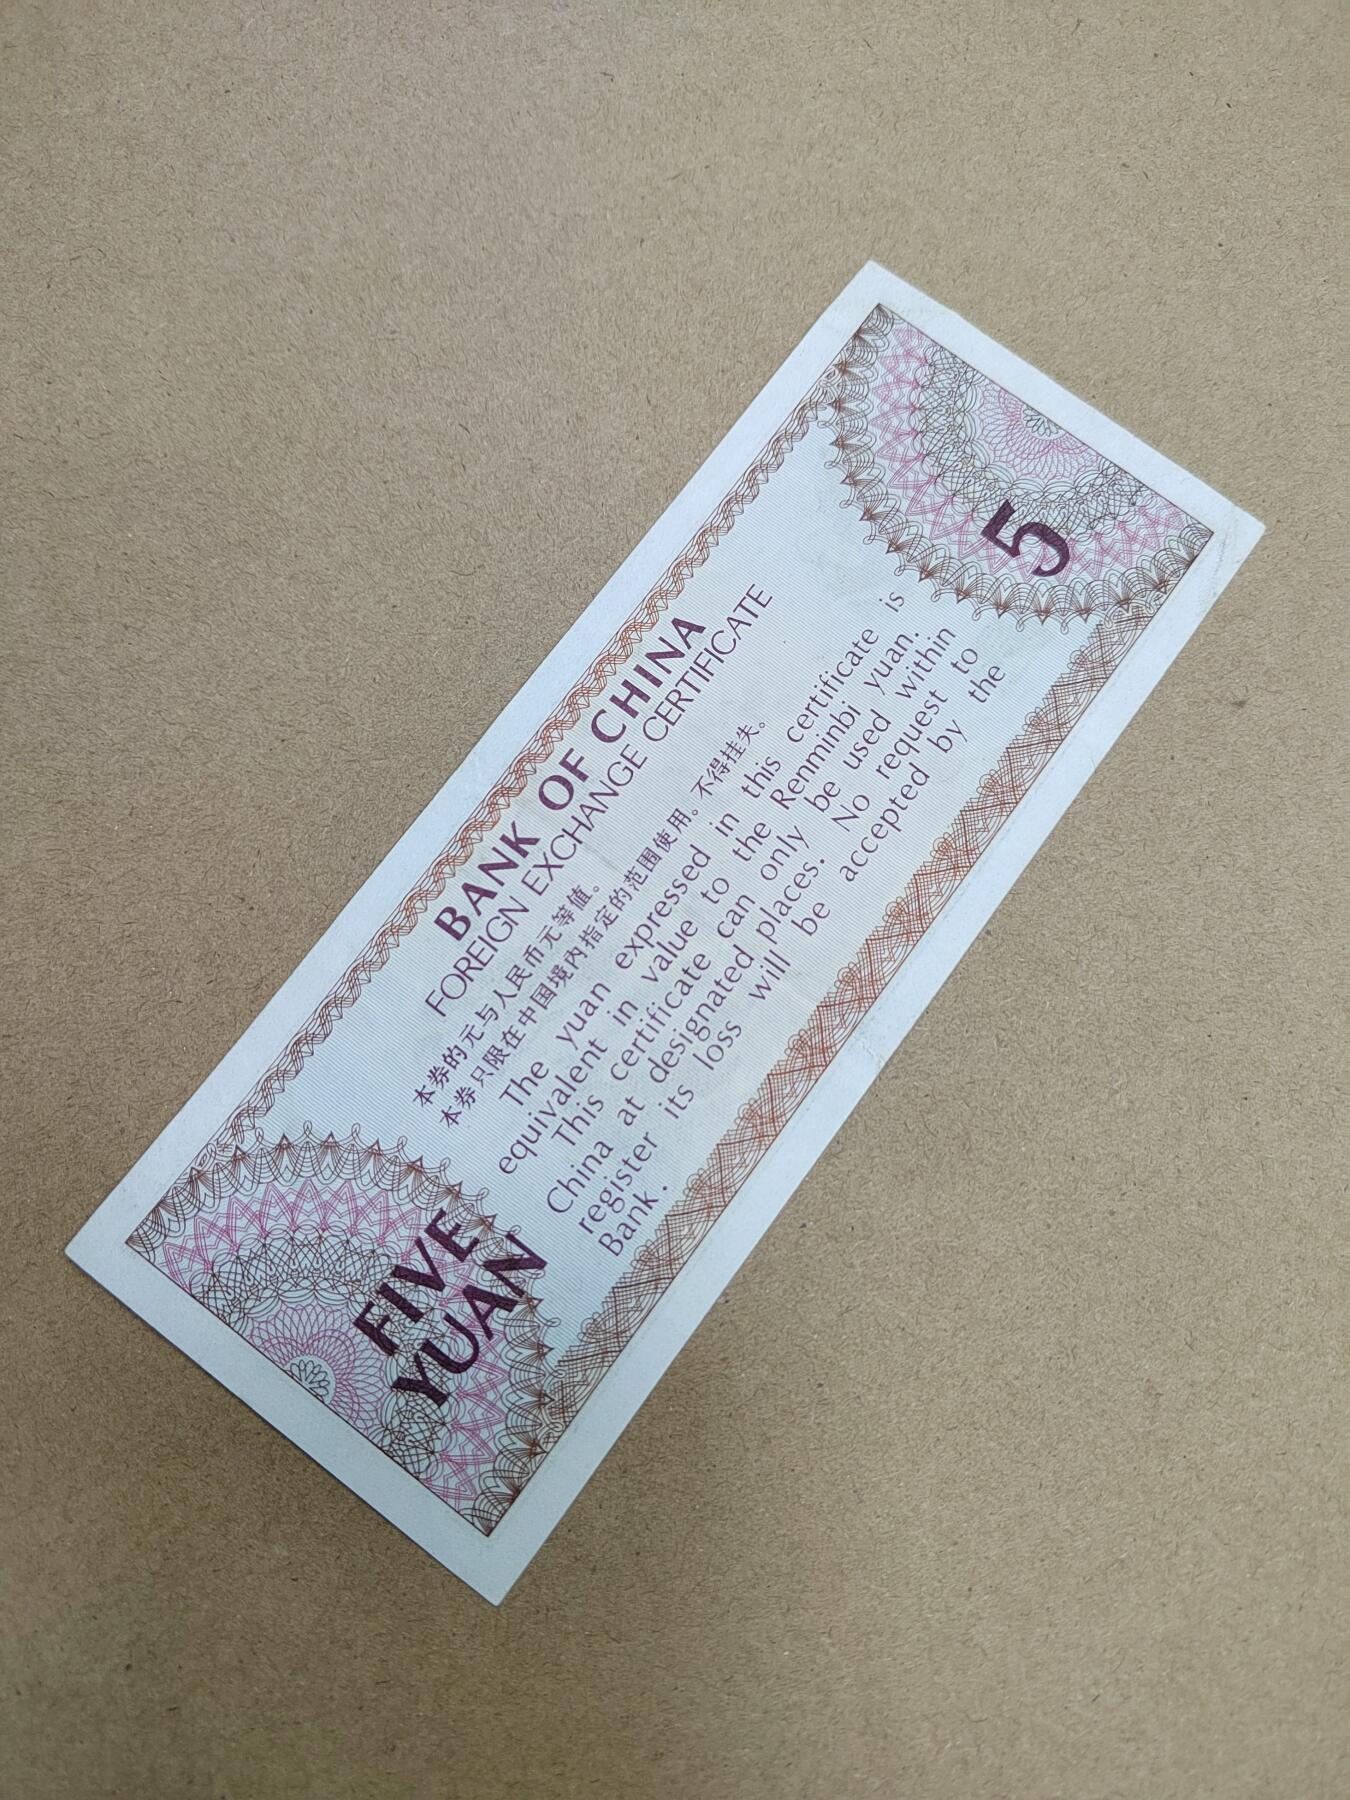 BANK OF CHINA
FOREIGN EXCHANGE CERTIFICATE
本券的元与人民币元等值。
本券只限在中国境内指定的范围使用。不得挂失。
The yuan expressed in this certificate is
equivalent in value to the Renminbi yuan.
This certificate can only be used within
China at designated places. No request to
register its loss will be accepted by the
Bank.
FIVE
YUAN
5